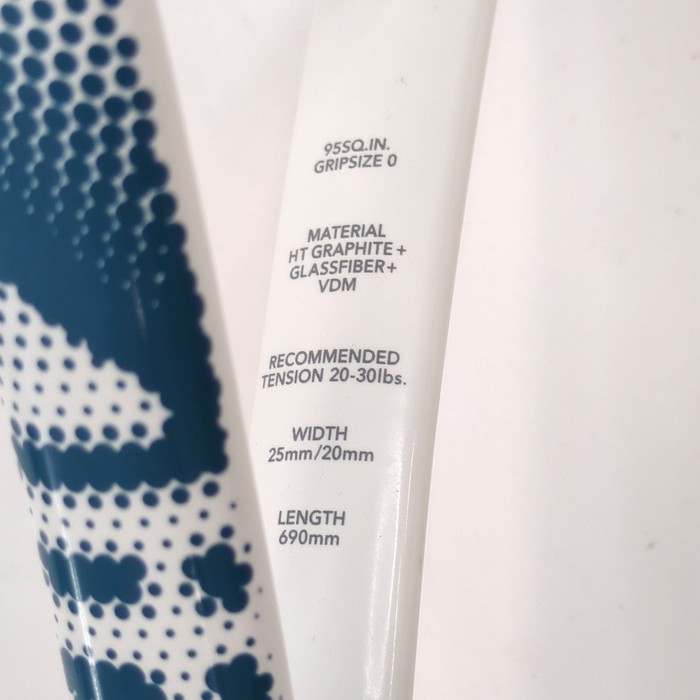 95SQ.IN.
GRIPSIZE 0
MATERIAL
HT GRAPHITE+
GLASSFIBER+
VDM
RECOMMENDED
TENSION 20-30lbs.
WIDTH
25mm/20mm
LENGTH
690mm